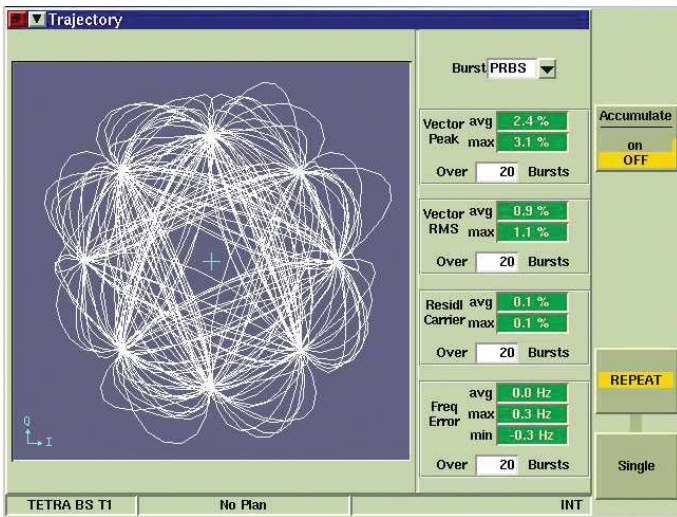 Trajectory
Burst PRBS
Vector avg 2.4 %
Peak max 3.1 %
Over 20 Bursts
Vector avg 0.9 %
RMS max 1.1 %
Over 20 Bursts
Residl avg 0.1 %
Carrier max 0.1 %
Over 20 Bursts
avg 0.0 Hz
Freq max 0.3 Hz
Error min -0.3 Hz
Over 20 Bursts
Accumulate
on
OFF
REPEAT
Single
Q
I
TETRA BS T1 No Plan INT